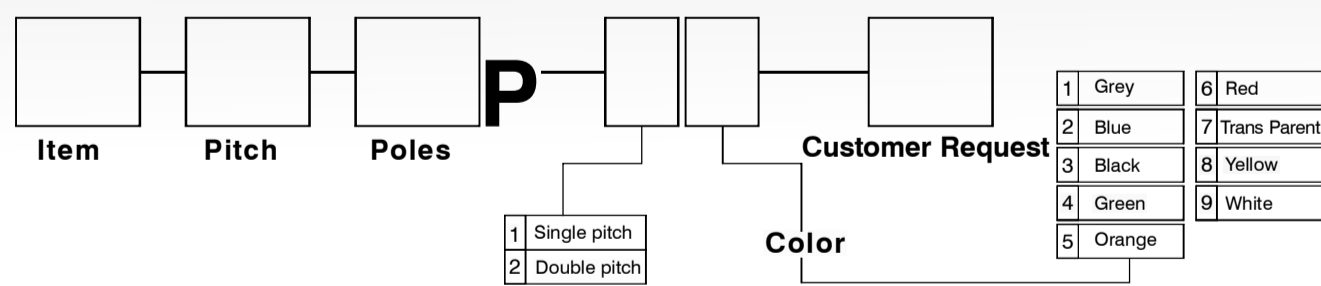 P
Item
Pitch
Poles
Customer Request
1 Single pitch
2 Double pitch
Color
1 Grey
2 Blue
3 Black
4 Green
5 Orange
6 Red
7 Trans Parent
8 Yellow
9 White